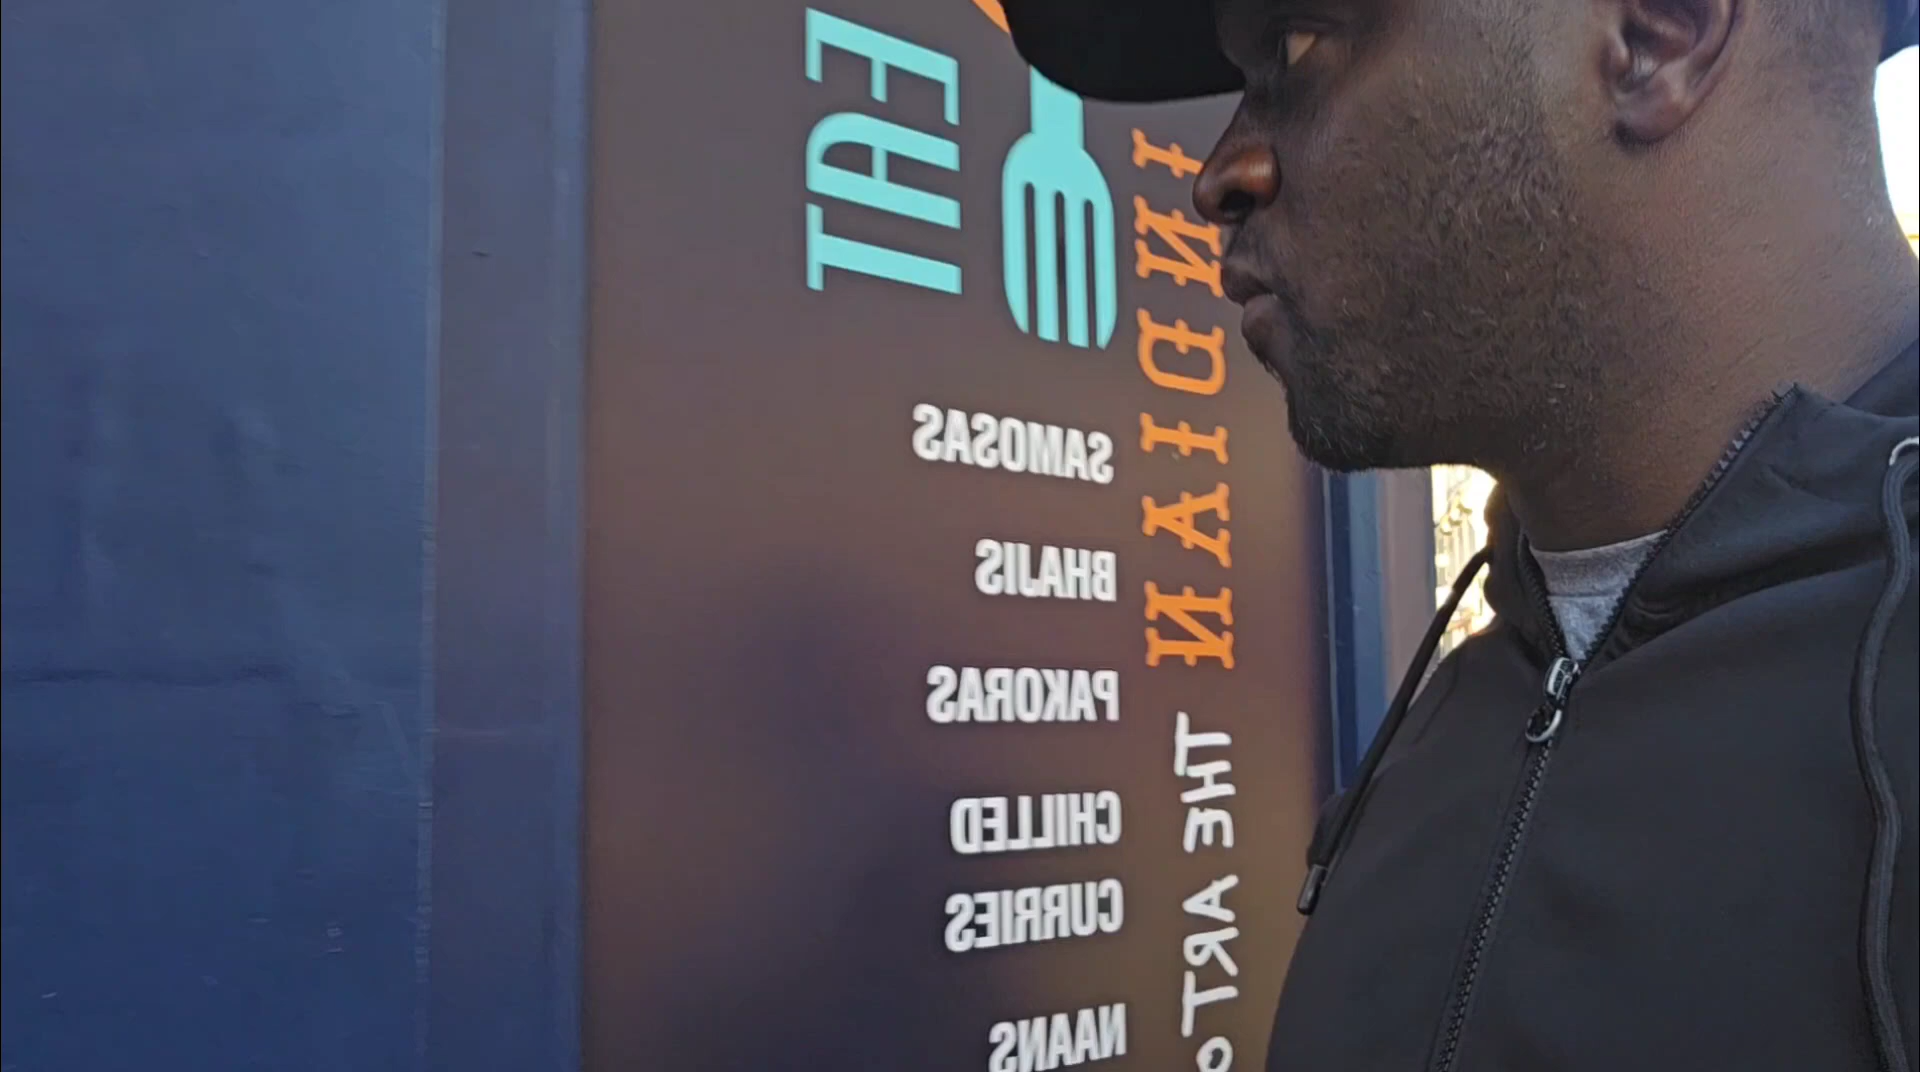 EAT
INDIAN
THE ART O
SAMOSAS
BHAJIS
PAKORAS
CHILLED
CURRIES
NAANS